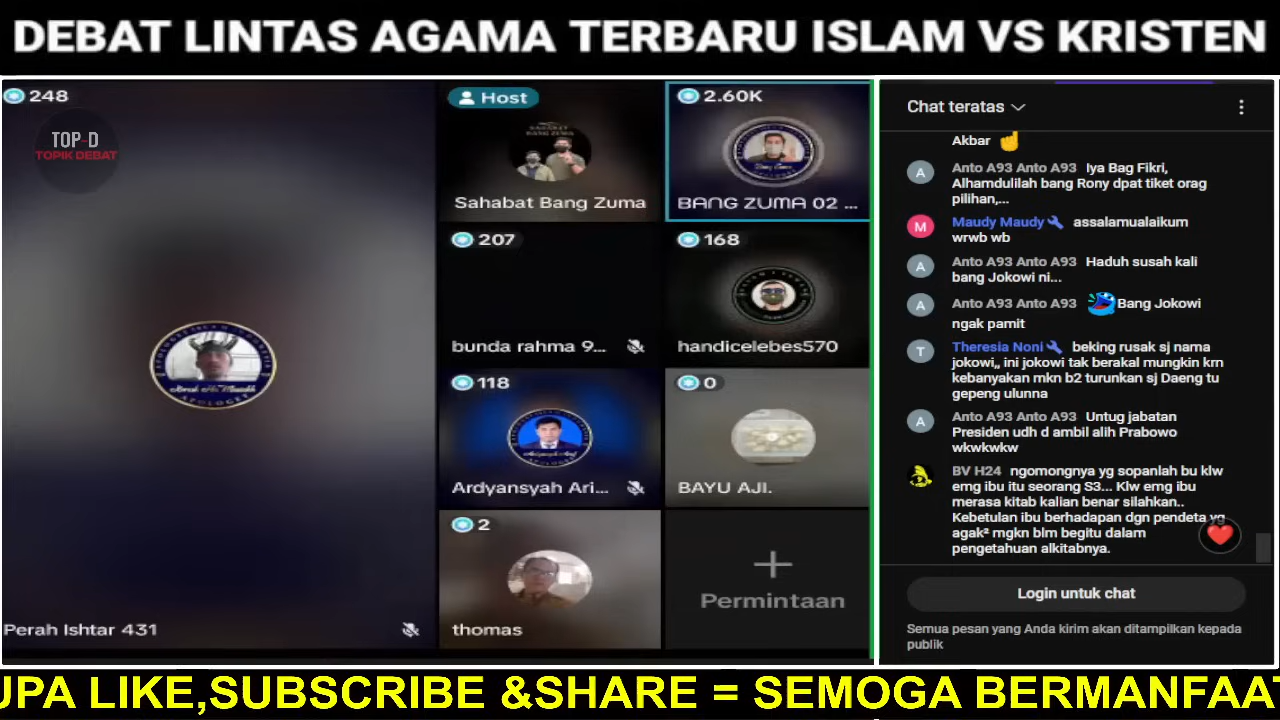 DEBAT LINTAS AGAMA TERBARU ISLAM VS KRISTEN
248
TOP-D
TOPIK DEBAT
Perah Ishtar 431
Host
Sahabat Bang Zuma
2.60K
BANG ZUMA 02 ...
207
bunda rahma 9...
168
handicelebes570
118
Ardyansyah Ari...
0
BAYU AJI.
2
thomas
Permintaan
Chat teratas
Akbar ☝
A Anto A93 Anto A93 Iya Bag Fikri,
Alhamdulilah bang Rony dpat tiket orag
pilihan,...
M Maudy Maudy assalamualaikum
wrwb wb
A Anto A93 Anto A93 Haduh susah kali
bang Jokowi ni...
A Anto A93 Anto A93 🤣Bang Jokowi
ngak pamit
T Theresia Noni beking rusak sj nama
jokowi,, ini jokowi tak berakal mungkin krn
kebanyakan mkn b2 turunkan sj Daeng tu
gepeng ulunna
A Anto A93 Anto A93 Untug jabatan
Presiden udh d ambil alih Prabowo
wkwkwkw
BV H24 ngomongnya yg sopanlah bu klw
emg ibu itu seorang S3... Klw emg ibu
merasa kitab kalian benar silahkan..
Kebetulan ibu berhadapan dgn pendeta yg
agak² mgkn blm begitu dalam
pengetahuan alkitabnya.
Login untuk chat
Semua pesan yang Anda kirim akan ditampilkan kepada
publik
UPA LIKE,SUBSCRIBE &SHARE = SEMOGA BERMANFAAT